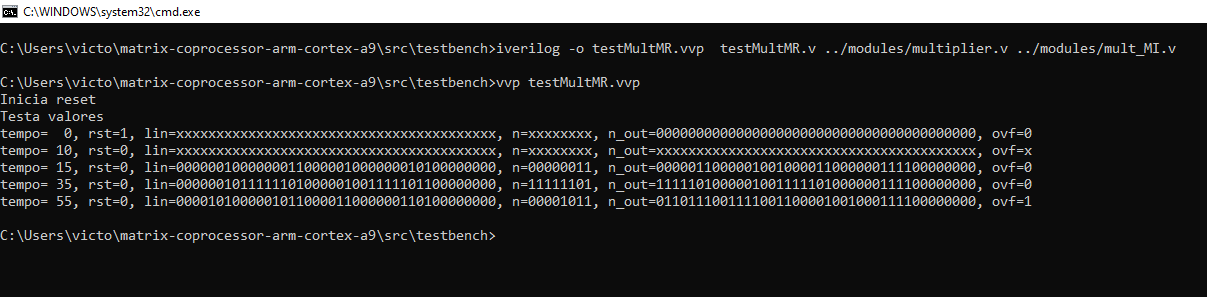 C:\WINDOWS\system32\cmd.exe
C:\Users\victo\matrix-coprocessor-arm-cortex-a9\src\testbench>iverilog -o testMultMR.vvp  testMultMR.v ../modules/multiplier.v ../modules/mult_MI.v
C:\Users\victo\matrix-coprocessor-arm-cortex-a9\src\testbench>vvp testMultMR.vvp
Inicia reset
Testa valores
tempo=  0, rst=1, lin=xxxxxxxxxxxxxxxxxxxxxxxxxxxxxxxxxxxxxxxx, n=xxxxxxxx, n_out=0000000000000000000000000000000000000000, ovf=0
tempo= 10, rst=0, lin=xxxxxxxxxxxxxxxxxxxxxxxxxxxxxxxxxxxxxxxx, n=xxxxxxxx, n_out=xxxxxxxxxxxxxxxxxxxxxxxxxxxxxxxxxxxxxxxx, ovf=x
tempo= 15, rst=0, lin=0000001000000011000001000000010100000000, n=00000011, n_out=0000011000001001000011000000111100000000, ovf=0
tempo= 35, rst=0, lin=0000001011111101000001001111101100000000, n=11111101, n_out=1111101000001001111101000000111100000000, ovf=0
tempo= 55, rst=0, lin=0000101000001011000011000000110100000000, n=00001011, n_out=0110111001111001100001001000111100000000, ovf=1
C:\Users\victo\matrix-coprocessor-arm-cortex-a9\src\testbench>